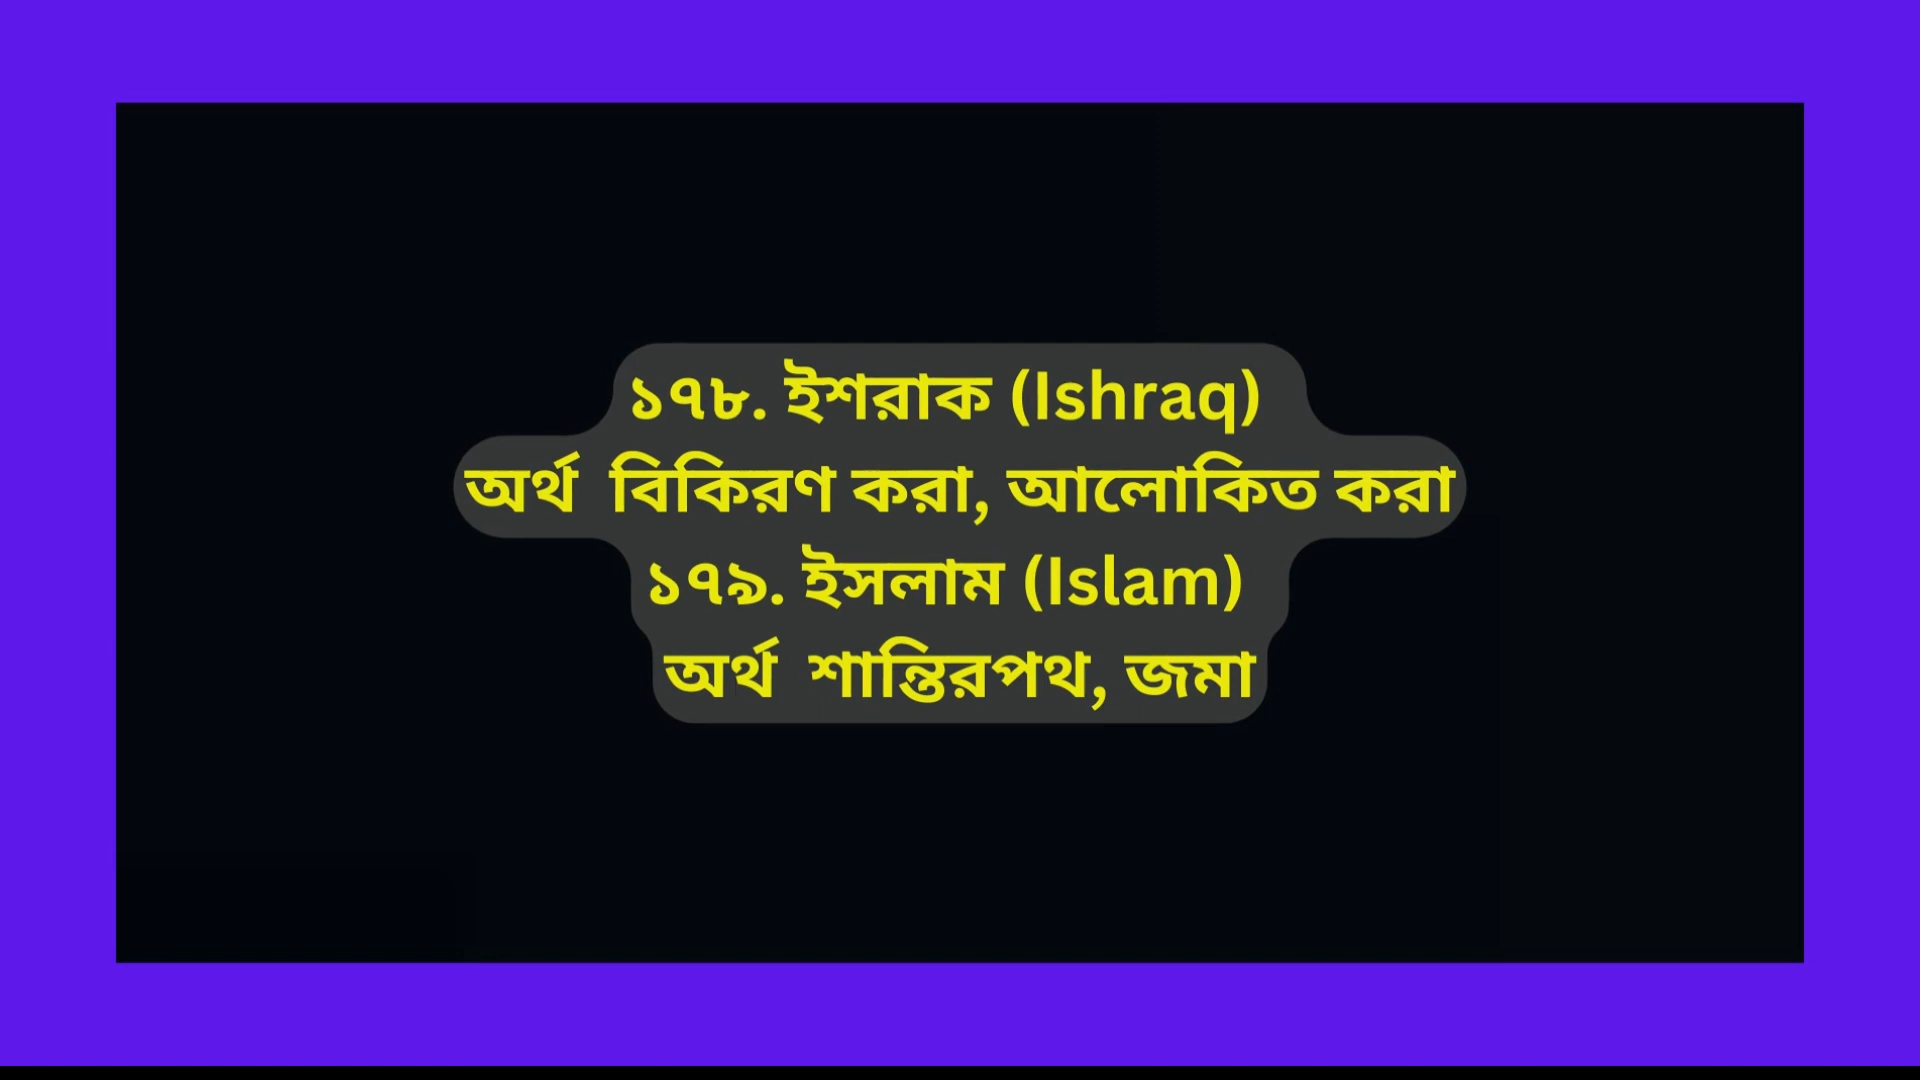 ১৭৮. ইশরাক (Ishraq)
অর্থ বিকিরণ করা, আলোকিত করা
১৭৯. ইসলাম (Islam)
অর্থ শান্তিরপথ, জমা